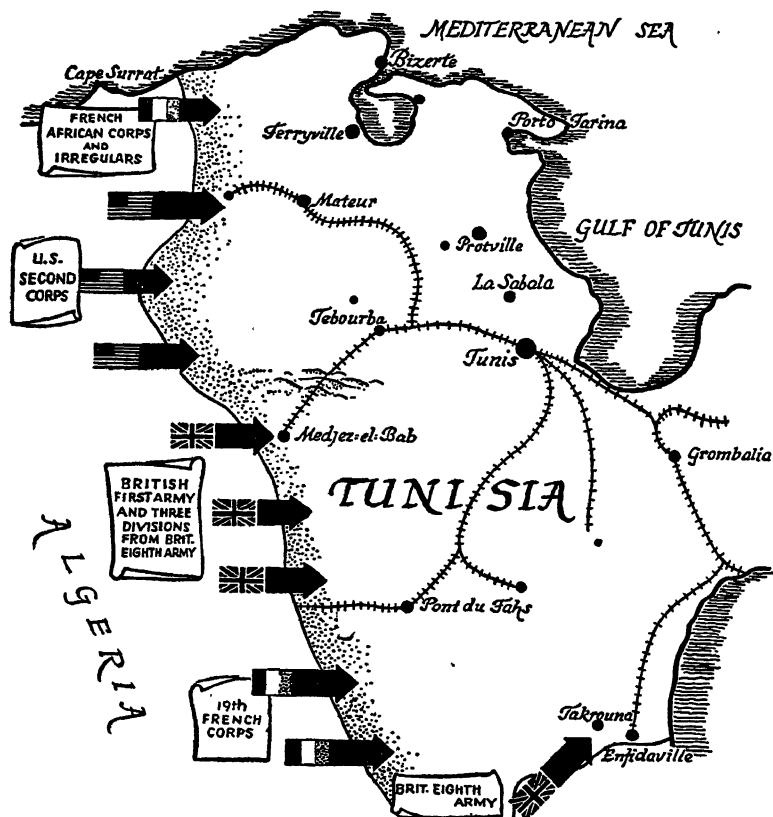 MEDITERRANEAN SEA
Bizerte
Cape Surrat
FRENCH
AFRICAN CORPS
AND
IRREGULARS
Ferryville
Porto Farina
Mateur
GULF OF TUNIS
Protville
U.S.
SECOND
CORPS
La Sabala
Tebourba
Tunis
Medjez=el=Bab
Grombalia
BRITISH
FIRST ARMY
AND THREE
DIVISIONS
FROM BRIT.
EIGHTH ARMY
TUNISIA
ALGERIA
Pont du Fahs
19th
FRENCH
CORPS
Takrouna
Enfidaville
BRIT. EIGHTH
ARMY